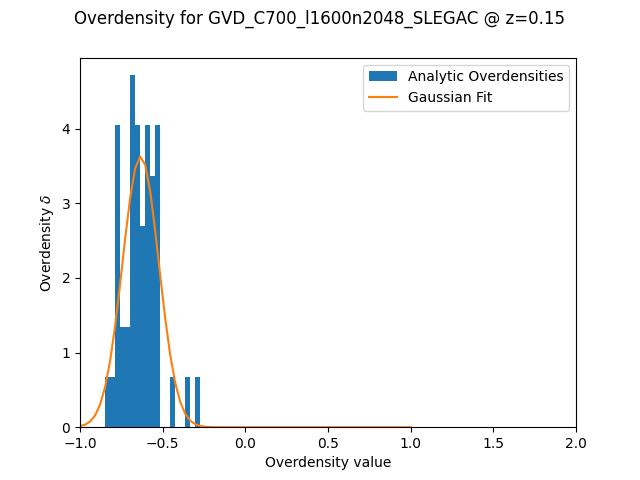 Overdensity for GVD_C700_l1600n2048_SLEGAC @ z=0.15
Analytic Overdensities
Gaussian Fit
Overdensity δ
4
3
2
1
0
−1.0 −0.5 0.0 0.5 1.0 1.5 2.0
Overdensity value